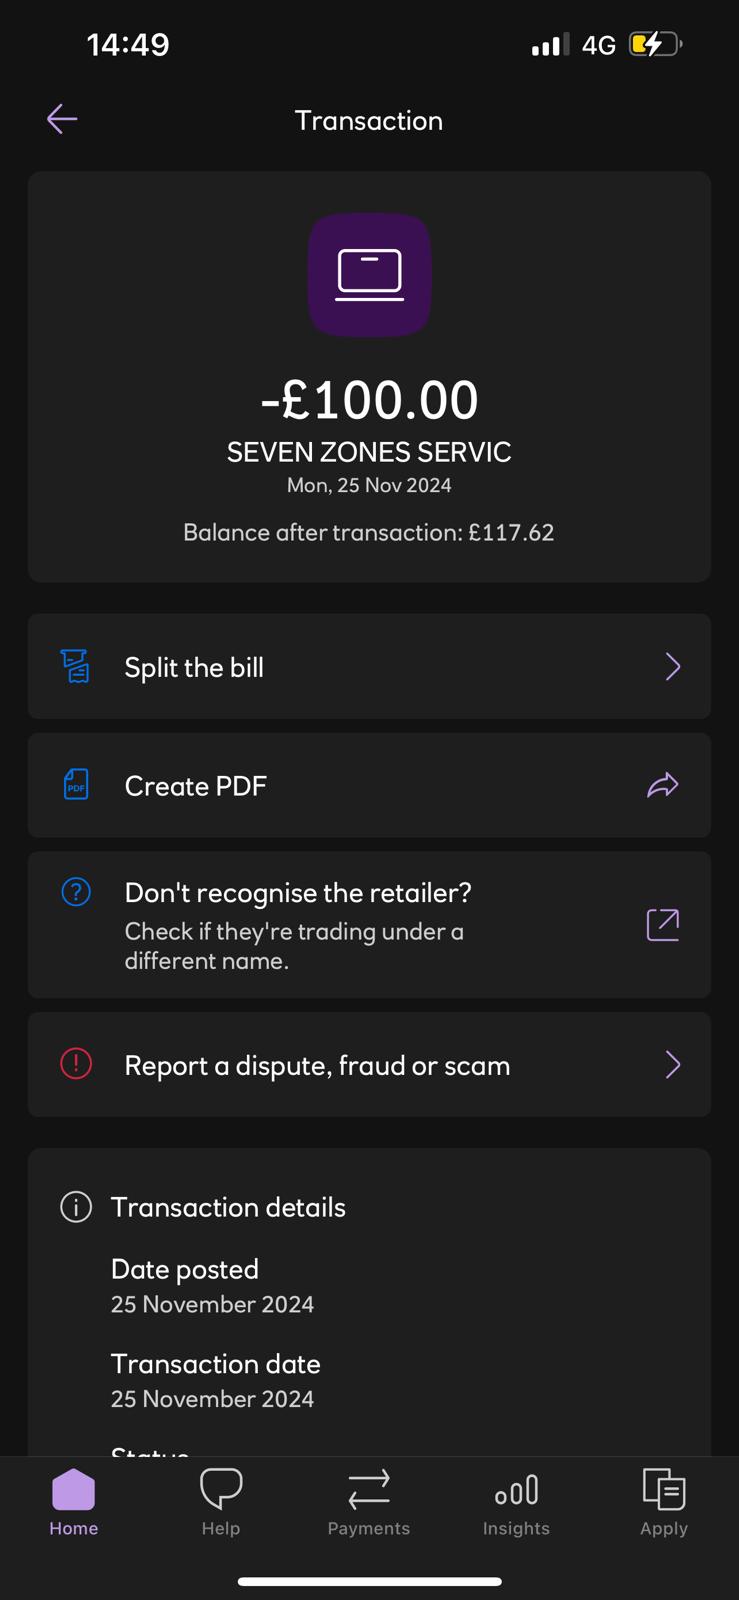 14:49
4G
Transaction
-£100.00
SEVEN ZONES SERVIC
Mon, 25 Nov 2024
Balance after transaction: £117.62
Split the bill
PDF
Create PDF
Don't recognise the retailer?
Check if they're trading under a
different name.
Report a dispute, fraud or scam
Transaction details
Date posted
25 November 2024
Transaction date
25 November 2024
Status
Home
Help
Payments
Insights
Apply